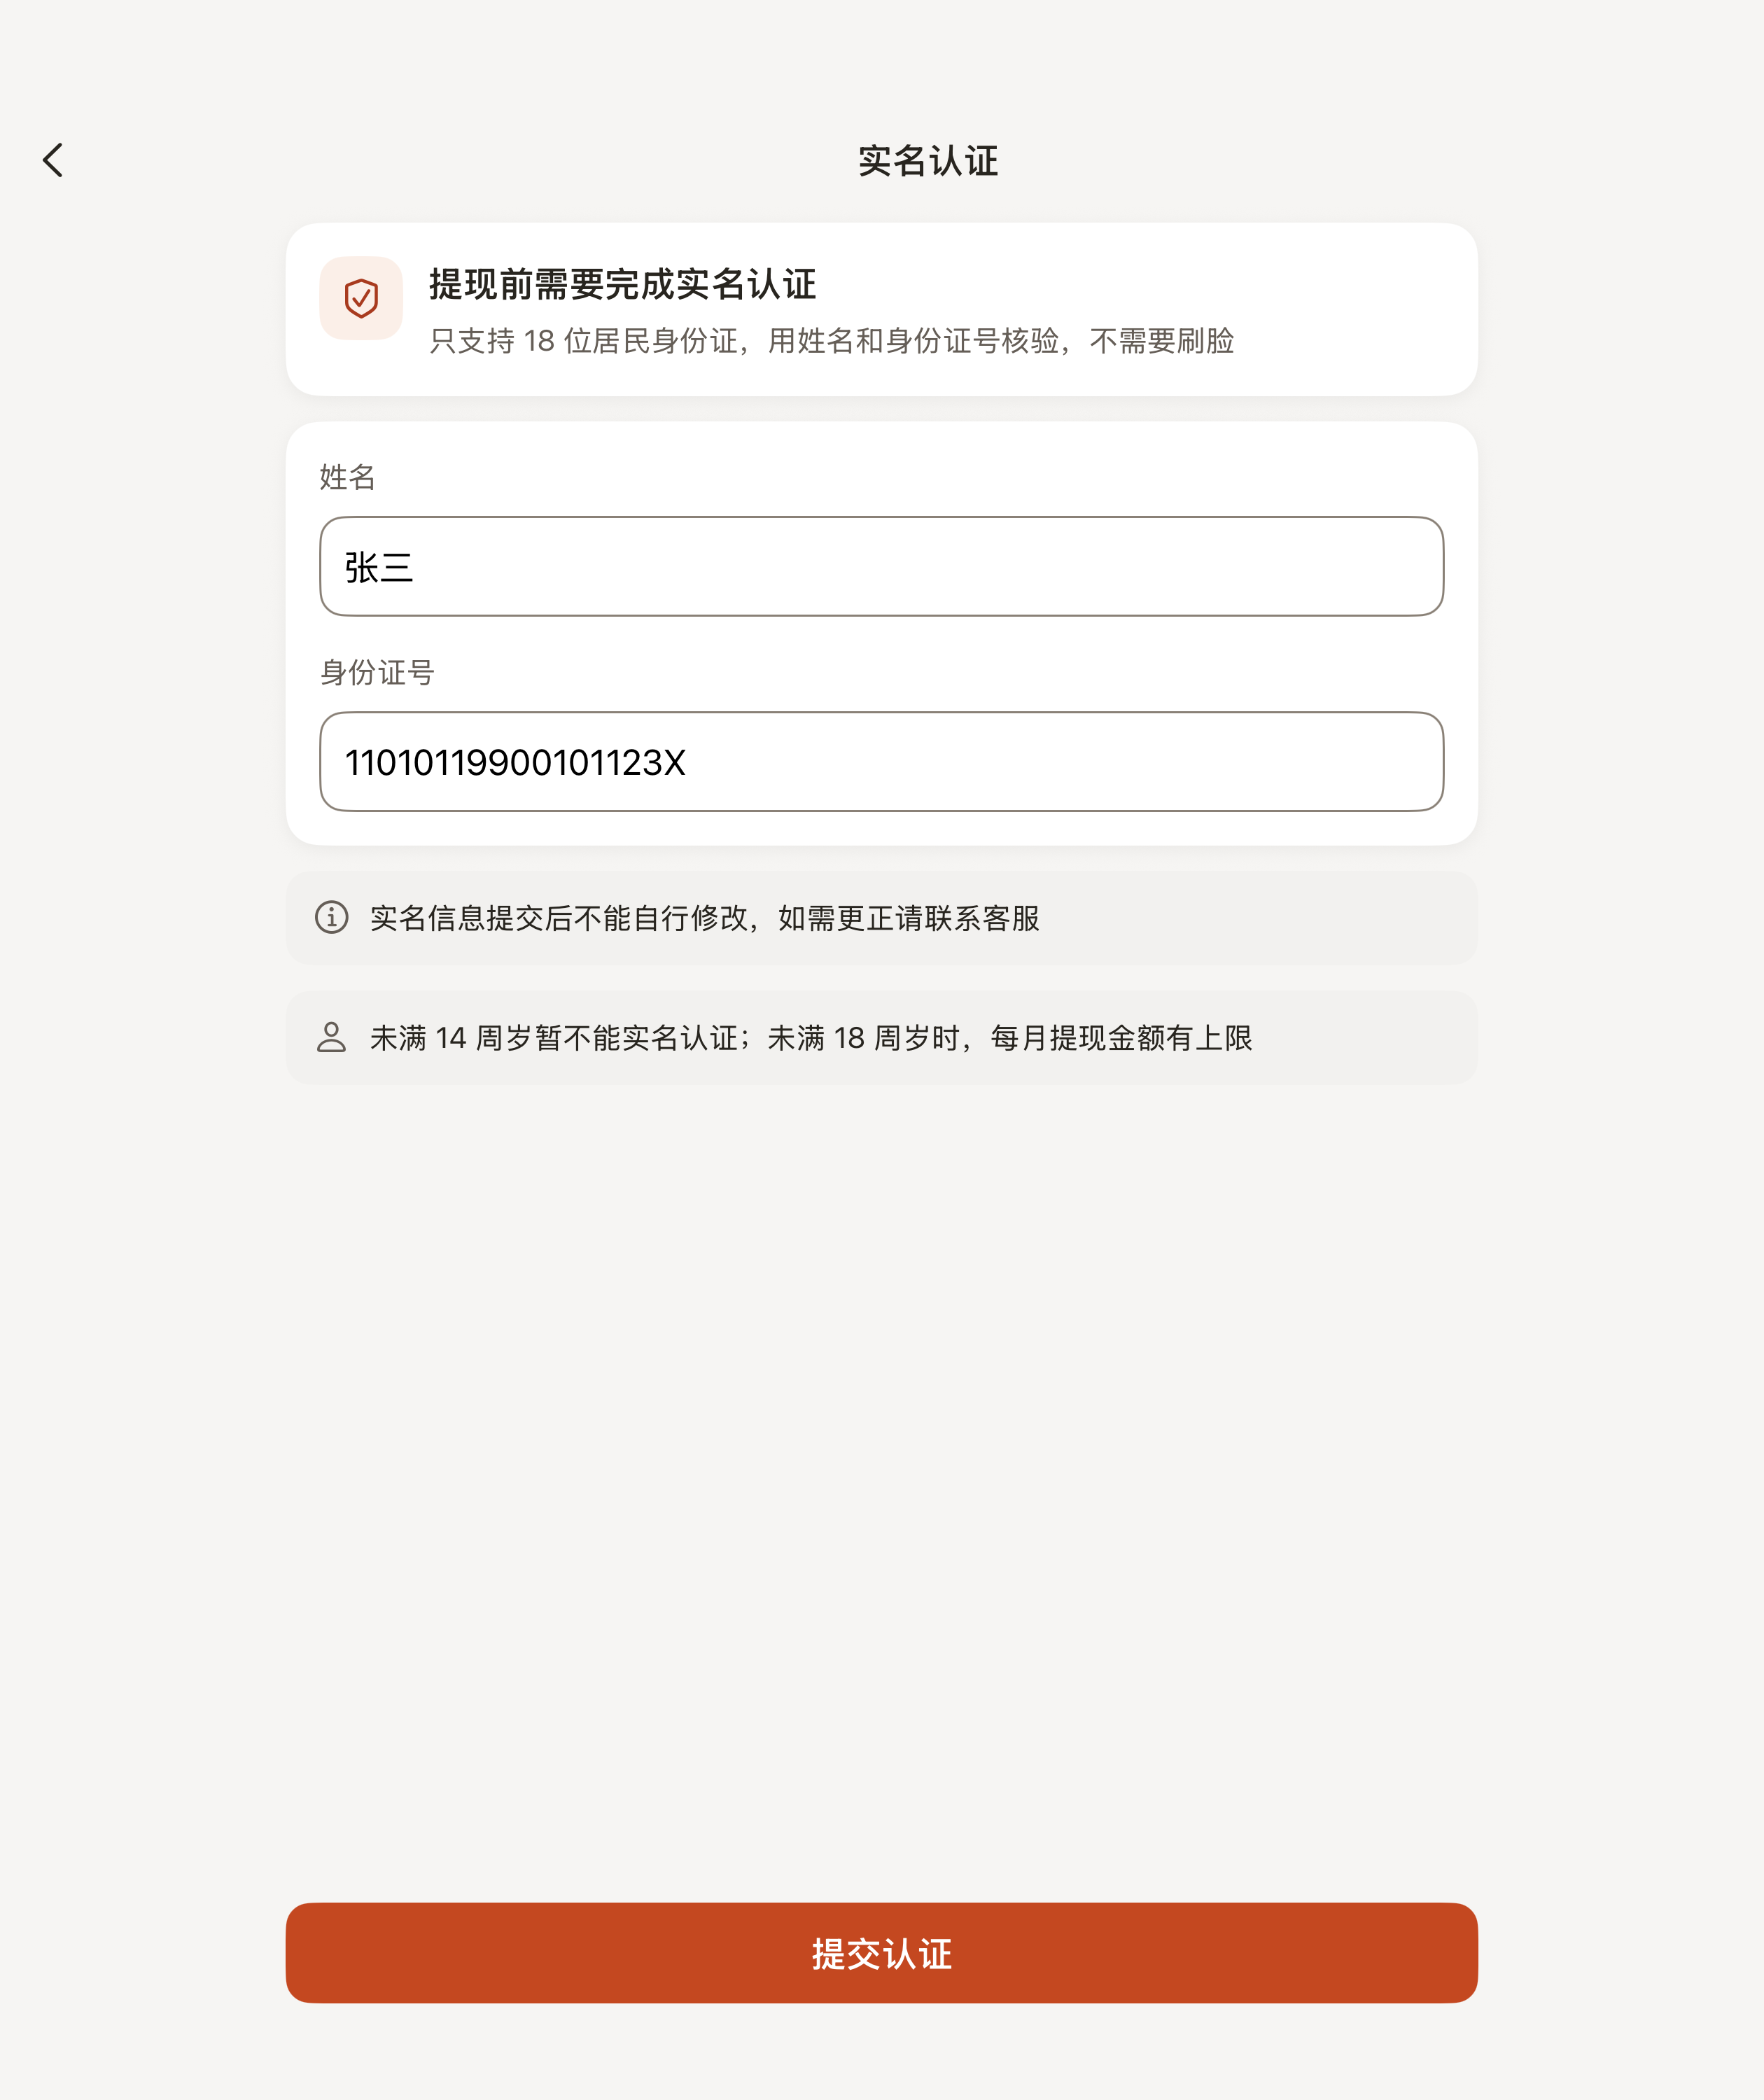 实名认证
提现前需要完成实名认证
只支持 18 位居民身份证，用姓名和身份证号核验，不需要刷脸
姓名
张三
身份证号
11010119900101123X
实名信息提交后不能自行修改，如需更正请联系客服
未满 14 周岁暂不能实名认证；未满 18 周岁时，每月提现金额有上限
提交认证